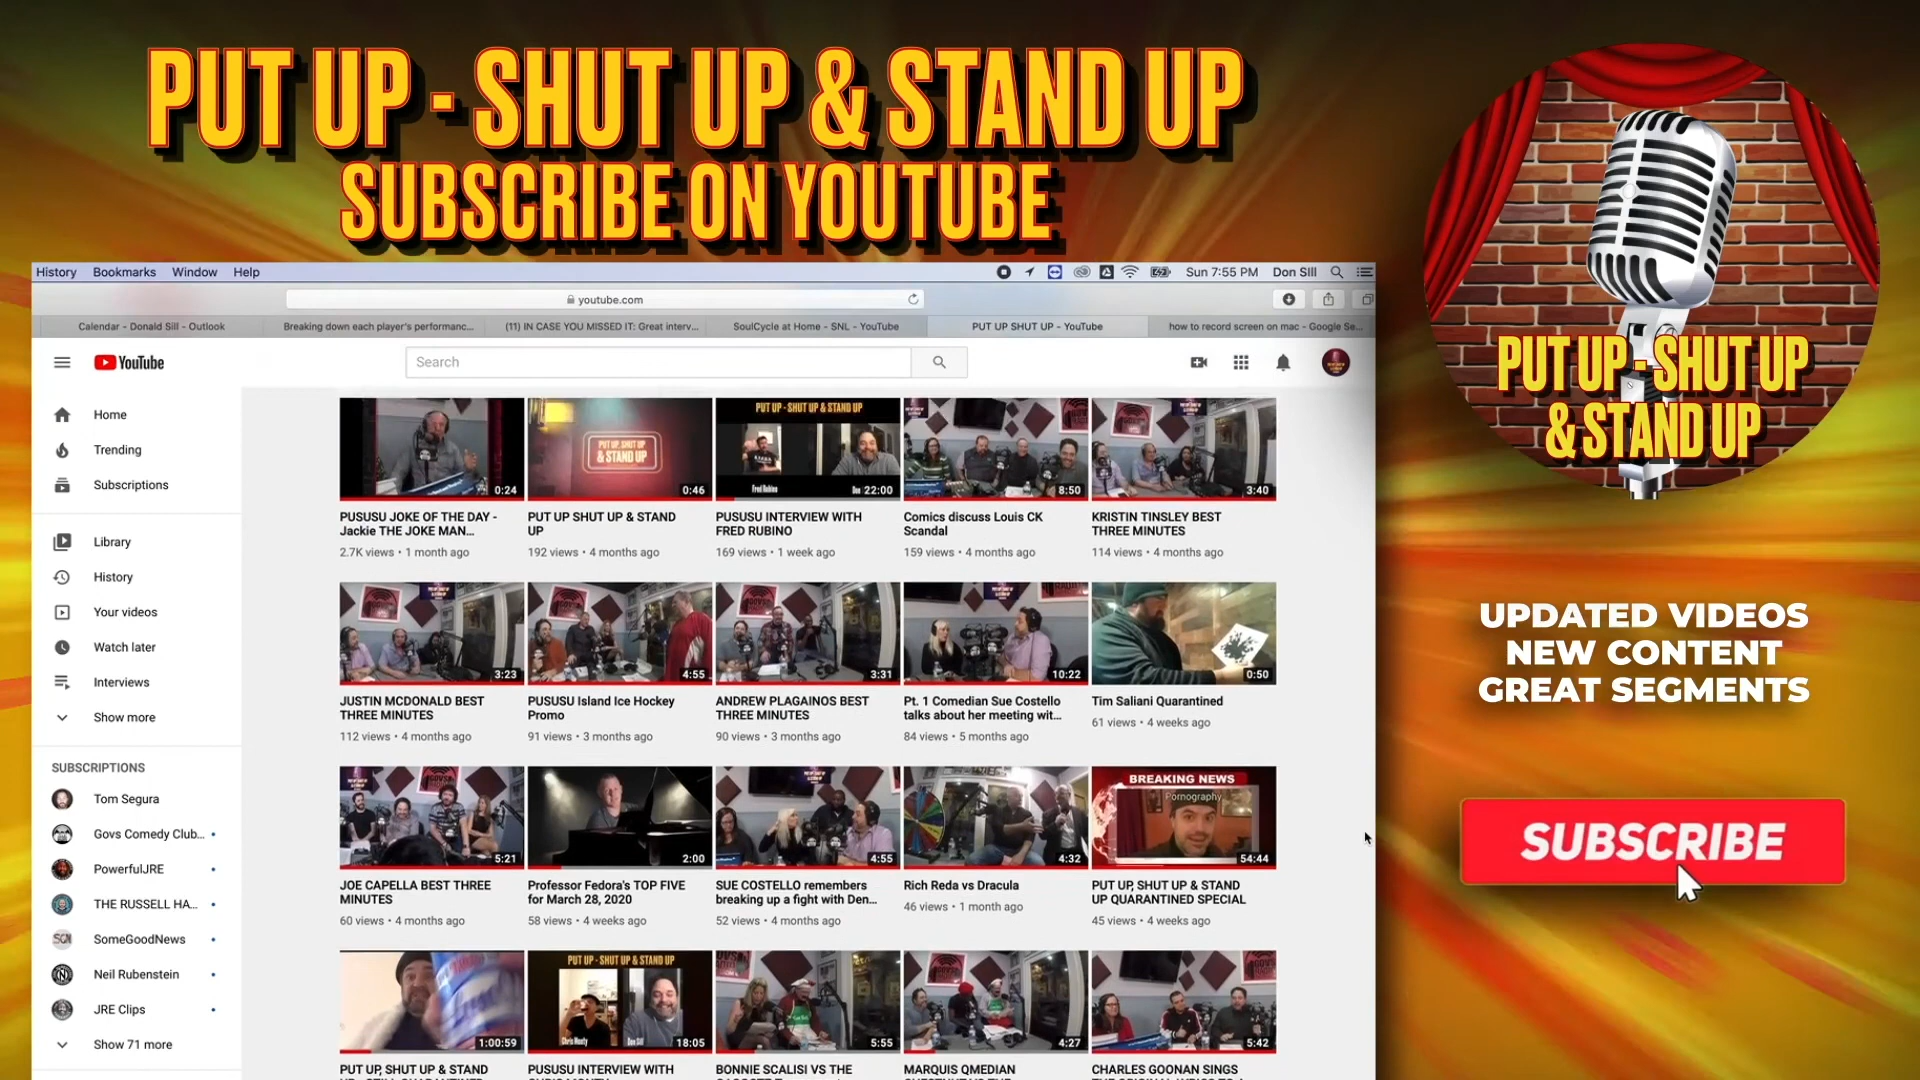 PUT UP - SHUT UP & STAND UP
SUBSCRIBE ON YOUTUBE
History Bookmarks Window Help
Sun 7:55 PM Don Sill
youtube.com
Calendar - Donald Sill - Outlook
Breaking down each player's performanc...
(11) IN CASE YOU MISSED IT: Great interv...
SoulCycle at Home - SNL - YouTube
PUT UP SHUT UP - YouTube
how to record screen on mac - Google Se...
YouTube
Search
Home
Trending
Subscriptions
Library
History
Your videos
Watch later
Interviews
Show more
SUBSCRIPTIONS
Tom Segura
Govs Comedy Club...
PowerfulJRE
THE RUSSELL HA...
SomeGoodNews
SGN
Neil Rubenstein
JRE Clips
Show 71 more
0:24
PUSUSU JOKE OF THE DAY -
Jackie THE JOKE MAN...
2.7K views • 1 month ago
PUT UP, SHUT UP
& STAND UP
0:46
PUT UP SHUT UP & STAND
UP
192 views • 4 months ago
PUT UP - SHUT UP & STAND UP
Fred Rubino
Don
22:00
PUSUSU INTERVIEW WITH
FRED RUBINO
169 views • 1 week ago
8:50
Comics discuss Louis CK
Scandal
159 views • 4 months ago
3:40
KRISTIN TINSLEY BEST
THREE MINUTES
114 views • 4 months ago
3:23
JUSTIN MCDONALD BEST
THREE MINUTES
112 views • 4 months ago
4:55
PUSUSU Island Ice Hockey
Promo
91 views • 3 months ago
3:31
ANDREW PLAGAINOS BEST
THREE MINUTES
90 views • 3 months ago
10:22
Pt. 1 Comedian Sue Costello
talks about her meeting wit...
84 views • 5 months ago
0:50
Tim Saliani Quarantined
61 views • 4 weeks ago
5:21
JOE CAPELLA BEST THREE
MINUTES
60 views • 4 months ago
2:00
Professor Fedora's TOP FIVE
for March 28, 2020
58 views • 4 weeks ago
4:55
SUE COSTELLO remembers
breaking up a fight with Den...
52 views • 4 months ago
4:32
Rich Reda vs Dracula
46 views • 1 month ago
BREAKING NEWS
Pornography
54:44
PUT UP, SHUT UP & STAND
UP QUARANTINED SPECIAL
45 views • 4 weeks ago
1:00:59
PUT UP, SHUT UP & STAND
PUT UP - SHUT UP & STAND UP
Chris Monty
Don Sill
18:05
PUSUSU INTERVIEW WITH
5:55
BONNIE SCALISI VS THE
4:27
MARQUIS QMEDIAN
5:42
CHARLES GOONAN SINGS
PUT UP - SHUT UP
& STAND UP
UPDATED VIDEOS
NEW CONTENT
GREAT SEGMENTS
SUBSCRIBE